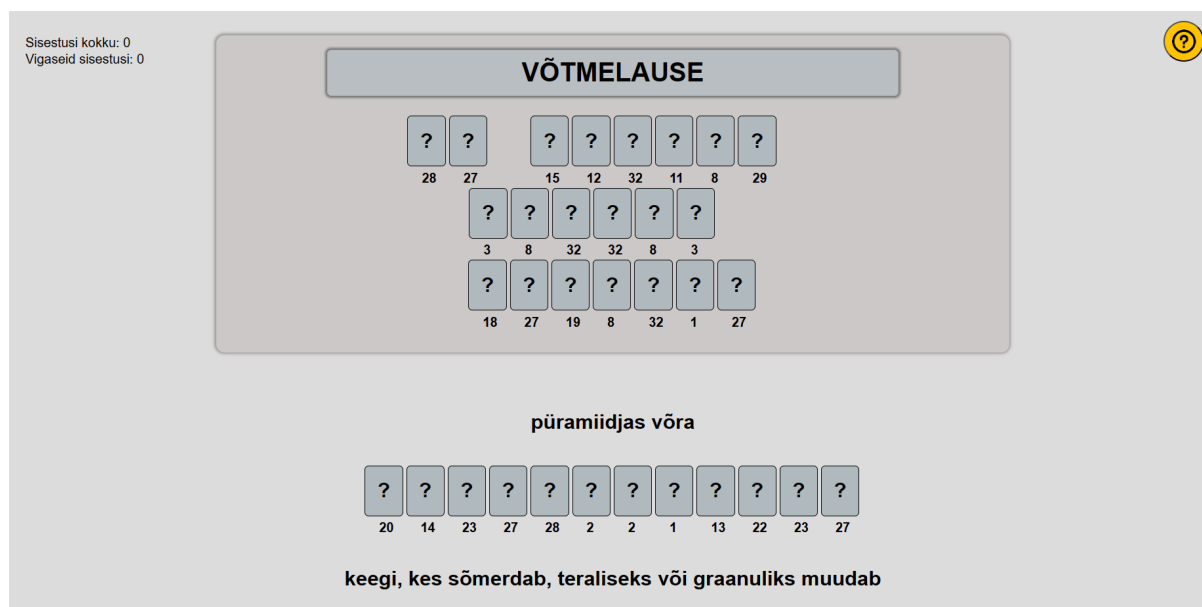 Sisestusi kokku: 0
Vigaseid sisestusi: 0
?
VÕTMELAUSE
? ? ? ? ? ? ? ?
28 27 15 12 32 11 8 29
? ? ? ? ? ?
3 8 32 32 8 3
? ? ? ? ? ? ?
18 27 19 8 32 1 27
püramiidjas võra
? ? ? ? ? ? ? ? ? ? ? ?
20 14 23 27 28 2 2 1 13 22 23 27
keegi, kes sõmerdab, teraliseks või graanuliks muudab